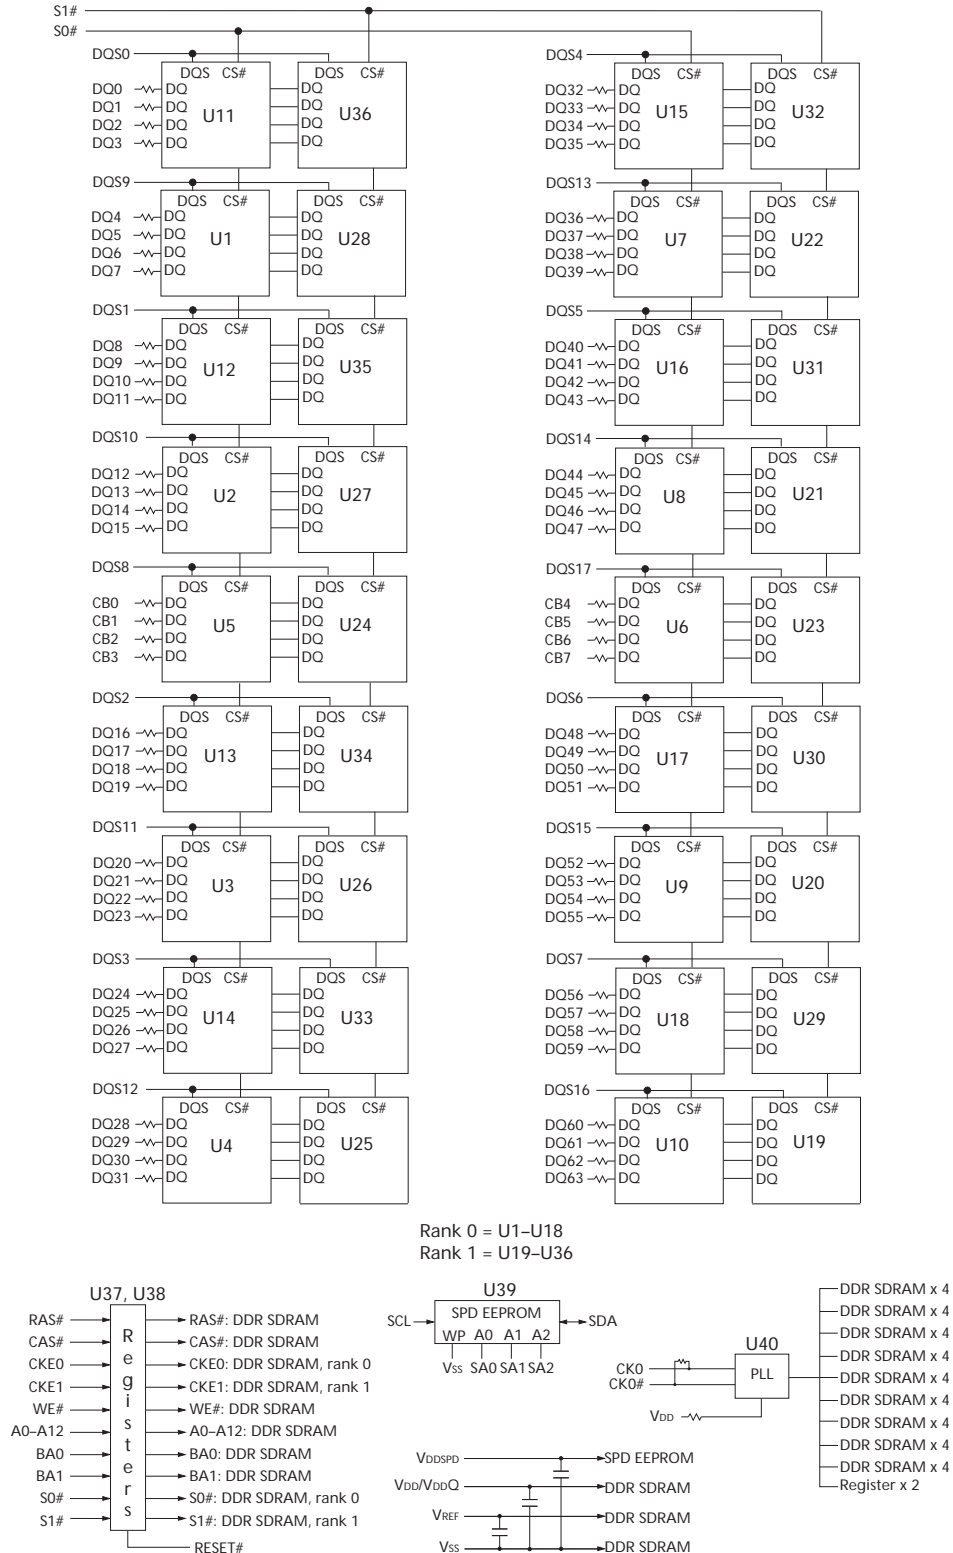 S1#
S0#
DQS0
DQS CS#
DQ0 DQ
DQ1 DQ
DQ2 DQ
DQ3 DQ
U11
DQ
DQ
DQ
DQ
U36
DQS9
DQS CS#
DQ4 DQ
DQ5 DQ
DQ6 DQ
DQ7 DQ
U1
DQ
DQ
DQ
DQ
U28
DQS1
DQS CS#
DQ8 DQ
DQ9 DQ
DQ10 DQ
DQ11 DQ
U12
DQ
DQ
DQ
DQ
U35
DQS10
DQS CS#
DQ12 DQ
DQ13 DQ
DQ14 DQ
DQ15 DQ
U2
DQ
DQ
DQ
DQ
U27
DQS8
DQS CS#
CB0 DQ
CB1 DQ
CB2 DQ
CB3 DQ
U5
DQ
DQ
DQ
DQ
U24
DQS2
DQS CS#
DQ16 DQ
DQ17 DQ
DQ18 DQ
DQ19 DQ
U13
DQ
DQ
DQ
DQ
U34
DQS11
DQS CS#
DQ20 DQ
DQ21 DQ
DQ22 DQ
DQ23 DQ
U3
DQ
DQ
DQ
DQ
U26
DQS3
DQS CS#
DQ24 DQ
DQ25 DQ
DQ26 DQ
DQ27 DQ
U14
DQ
DQ
DQ
DQ
U33
DQS12
DQS CS#
DQ28 DQ
DQ29 DQ
DQ30 DQ
DQ31 DQ
U4
DQS CS#
DQ
DQ
DQ
DQ
U25
DQS4
DQS CS#
DQ32 DQ
DQ33 DQ
DQ34 DQ
DQ35 DQ
U15
DQS CS#
DQ
DQ
DQ
DQ
U32
DQS13
DQS CS#
DQ36 DQ
DQ37 DQ
DQ38 DQ
DQ39 DQ
U7
DQS CS#
DQ
DQ
DQ
DQ
U22
DQS5
DQS CS#
DQ40 DQ
DQ41 DQ
DQ42 DQ
DQ43 DQ
U16
DQS CS#
DQ
DQ
DQ
DQ
U31
DQS14
DQS CS#
DQ44 DQ
DQ45 DQ
DQ46 DQ
DQ47 DQ
U8
DQS CS#
DQ
DQ
DQ
DQ
U21
DQS17
DQS CS#
CB4 DQ
CB5 DQ
CB6 DQ
CB7 DQ
U6
DQS CS#
DQ
DQ
DQ
DQ
U23
DQS6
DQS CS#
DQ48 DQ
DQ49 DQ
DQ50 DQ
DQ51 DQ
U17
DQS CS#
DQ
DQ
DQ
DQ
U30
DQS15
DQS CS#
DQ52 DQ
DQ53 DQ
DQ54 DQ
DQ55 DQ
U9
DQS CS#
DQ
DQ
DQ
DQ
U20
DQS7
DQS CS#
DQ56 DQ
DQ57 DQ
DQ58 DQ
DQ59 DQ
U18
DQS CS#
DQ
DQ
DQ
DQ
U29
DQS16
DQS CS#
DQ60 DQ
DQ61 DQ
DQ62 DQ
DQ63 DQ
U10
DQS CS#
DQ
DQ
DQ
DQ
U19
Rank 0 = U1–U18
Rank 1 = U19–U36
U37, U38
Registers
RAS# RAS#: DDR SDRAM
CAS# CAS#: DDR SDRAM
CKE0 CKE0: DDR SDRAM, rank 0
CKE1 CKE1: DDR SDRAM, rank 1
WE# WE#: DDR SDRAM
A0–A12 A0–A12: DDR SDRAM
BA0 BA0: DDR SDRAM
BA1 BA1: DDR SDRAM
S0# S0#: DDR SDRAM, rank 0
S1# S1#: DDR SDRAM, rank 1
RESET#
U39
SCL SPD EEPROM SDA
WP A0 A1 A2
VSS SA0 SA1 SA2
VDDSPD SPD EEPROM
VDD/VDDQ DDR SDRAM
VREF DDR SDRAM
VSS DDR SDRAM
U40
CK0
CK0#
PLL
VDD
DDR SDRAM x 4
DDR SDRAM x 4
DDR SDRAM x 4
DDR SDRAM x 4
DDR SDRAM x 4
DDR SDRAM x 4
DDR SDRAM x 4
DDR SDRAM x 4
DDR SDRAM x 4
Register x 2